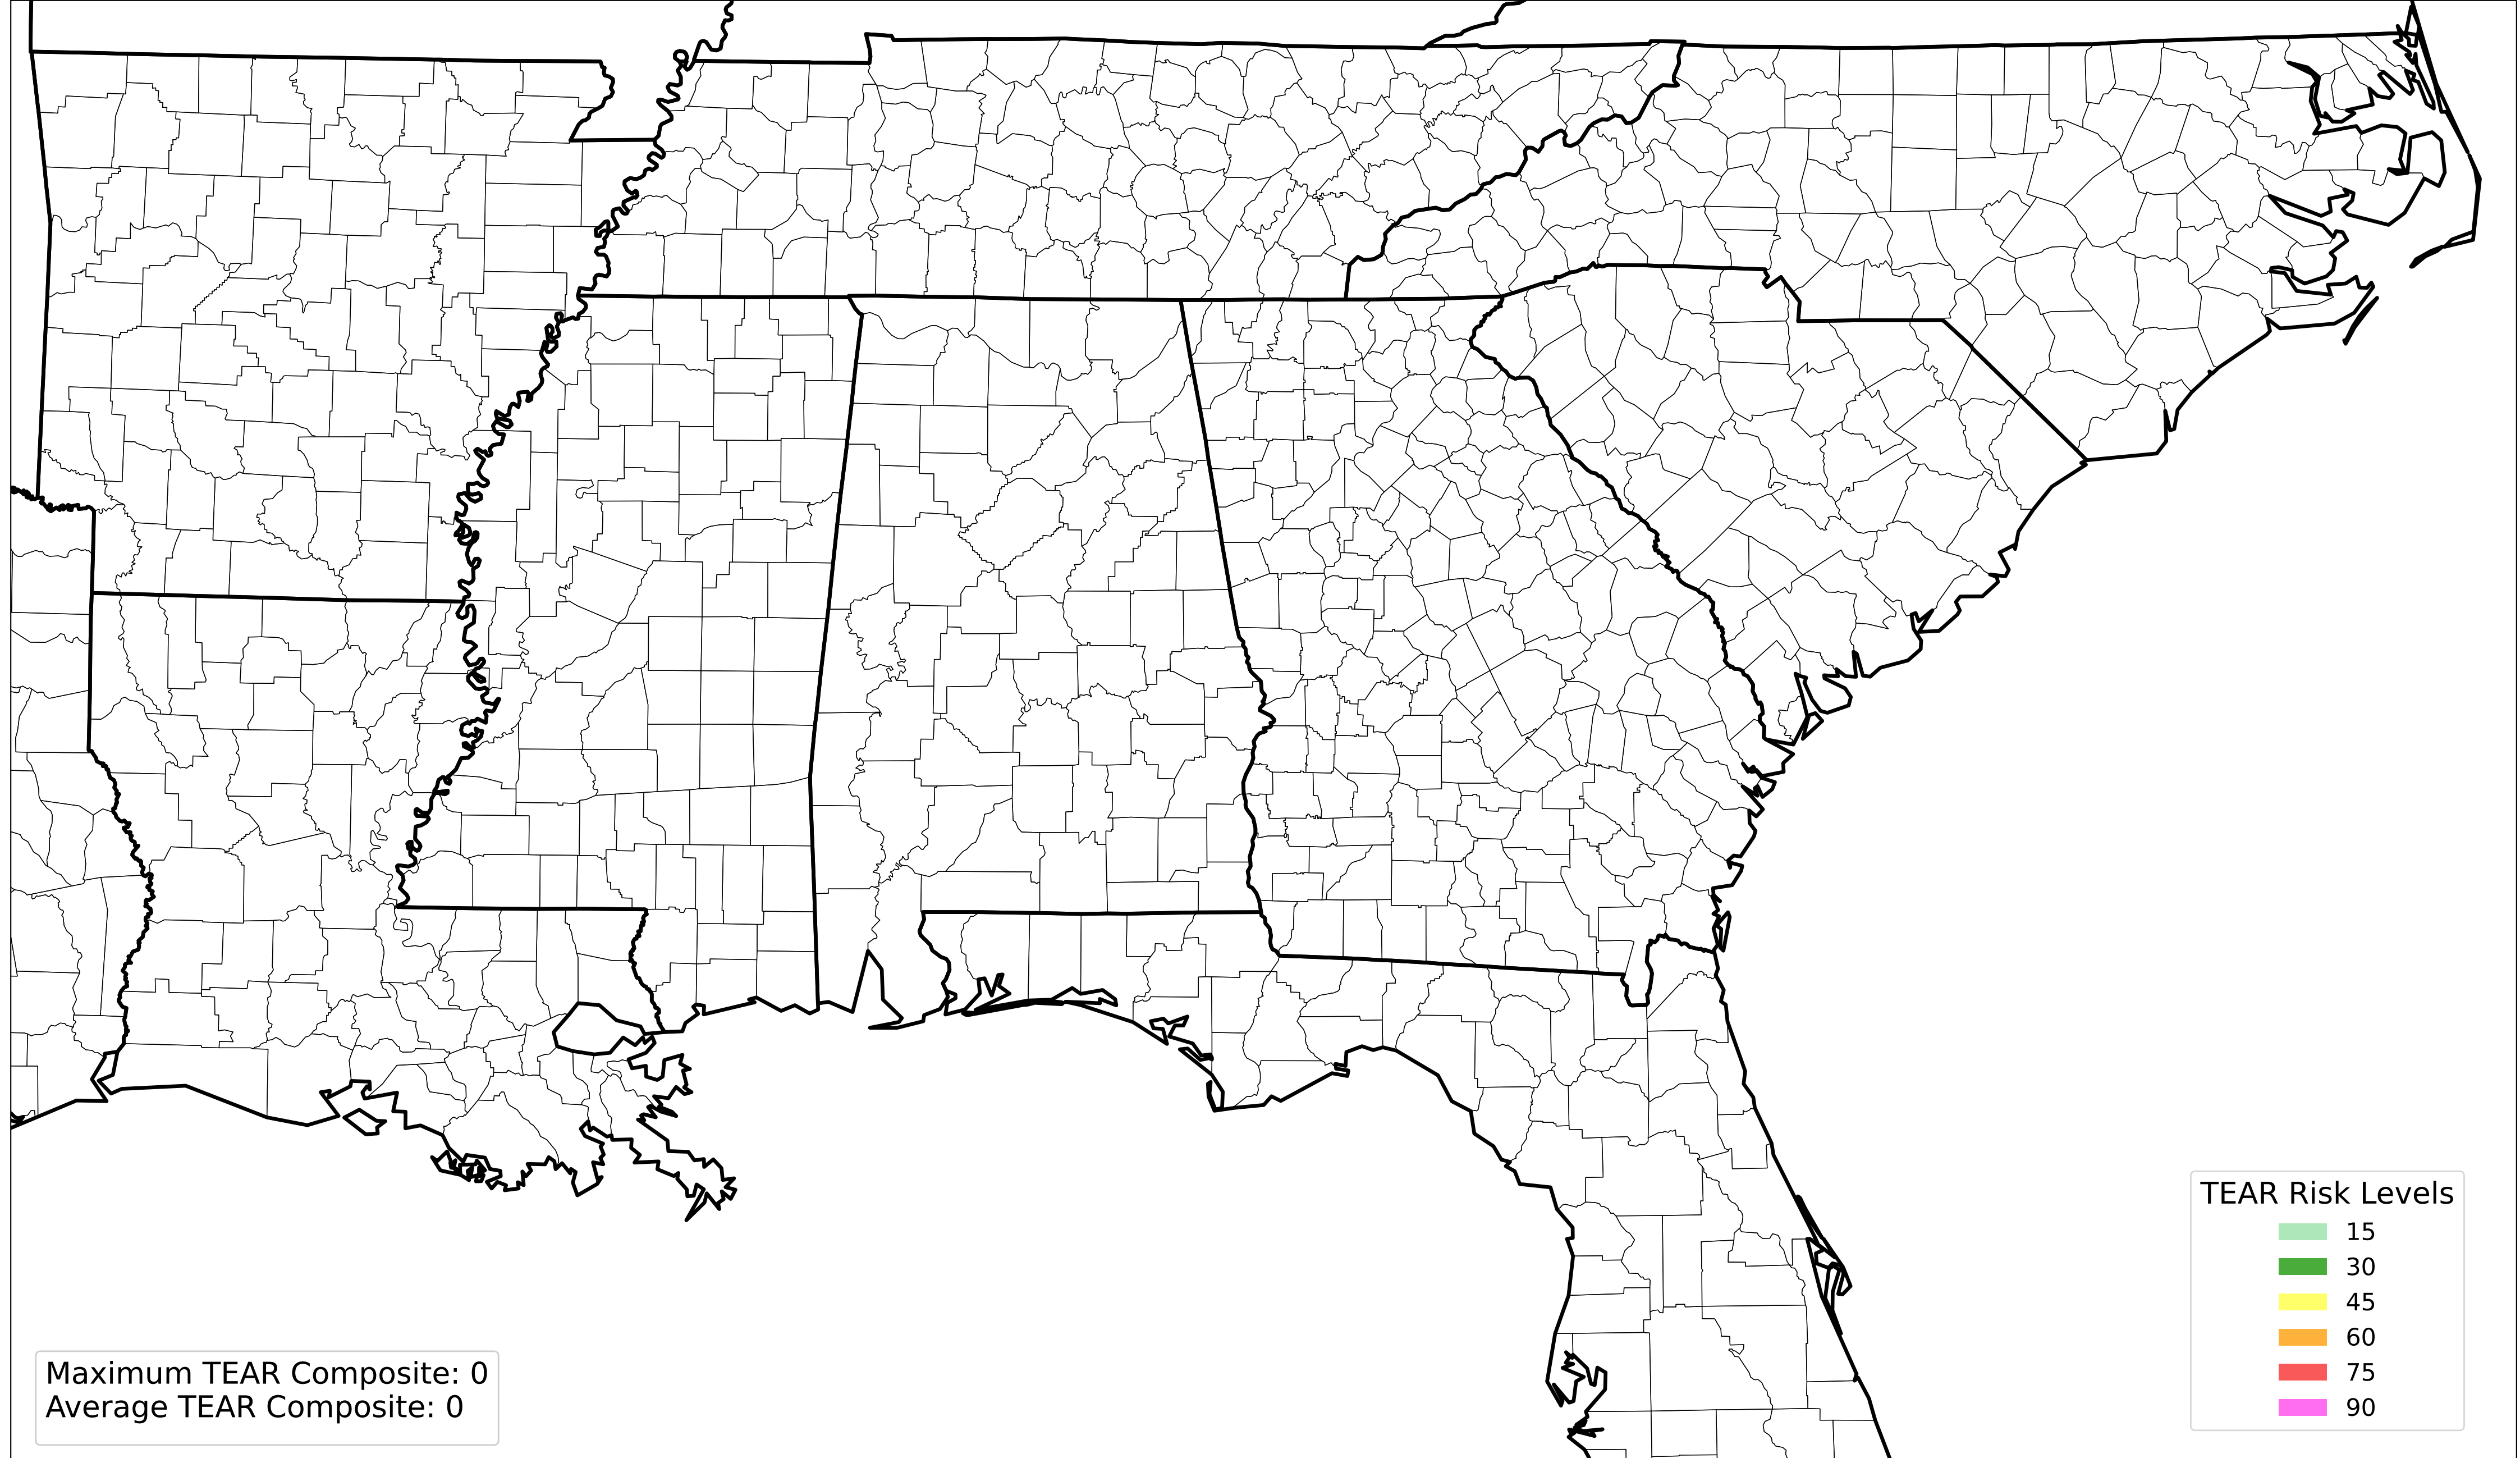 TEAR Risk Levels
15
30
45
60
75
90
Maximum TEAR Composite: 0
Average TEAR Composite: 0